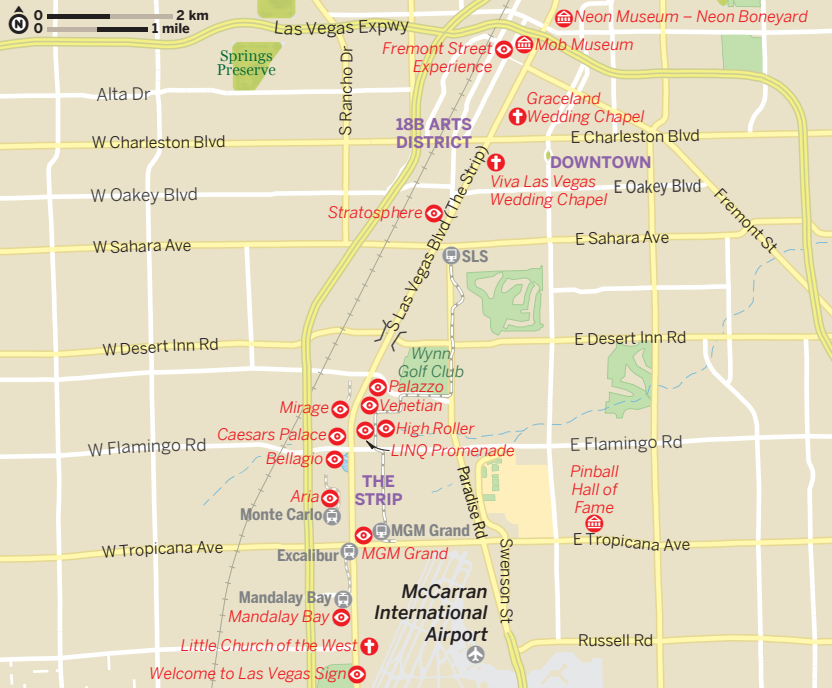 0 2 km
N
0 1 mile
Neon Museum – Neon Boneyard
Las Vegas Expwy
Fremont Street
Experience
Mob Museum
Springs
Preserve
Alta Dr
S Rancho Dr
Graceland
Wedding Chapel
18B ARTS
DISTRICT
W Charleston Blvd
E Charleston Blvd
DOWNTOWN
Viva Las Vegas
Wedding Chapel
W Oakey Blvd
E Oakey Blvd
Fremont St
Stratosphere
S Las Vegas Blvd (The Strip)
W Sahara Ave
E Sahara Ave
SLS
W Desert Inn Rd
E Desert Inn Rd
Wynn
Golf Club
Palazzo
Mirage
Venetian
Caesars Palace
High Roller
W Flamingo Rd
E Flamingo Rd
LINQ Promenade
Bellagio
Pinball
Hall of
Fame
THE
STRIP
Aria
Paradise Rd
Monte Carlo
MGM Grand
E Tropicana Ave
W Tropicana Ave
Excalibur
MGM Grand
Swenson St
McCarran
International
Airport
Mandalay Bay
Mandalay Bay
Little Church of the West
Russell Rd
Welcome to Las Vegas Sign